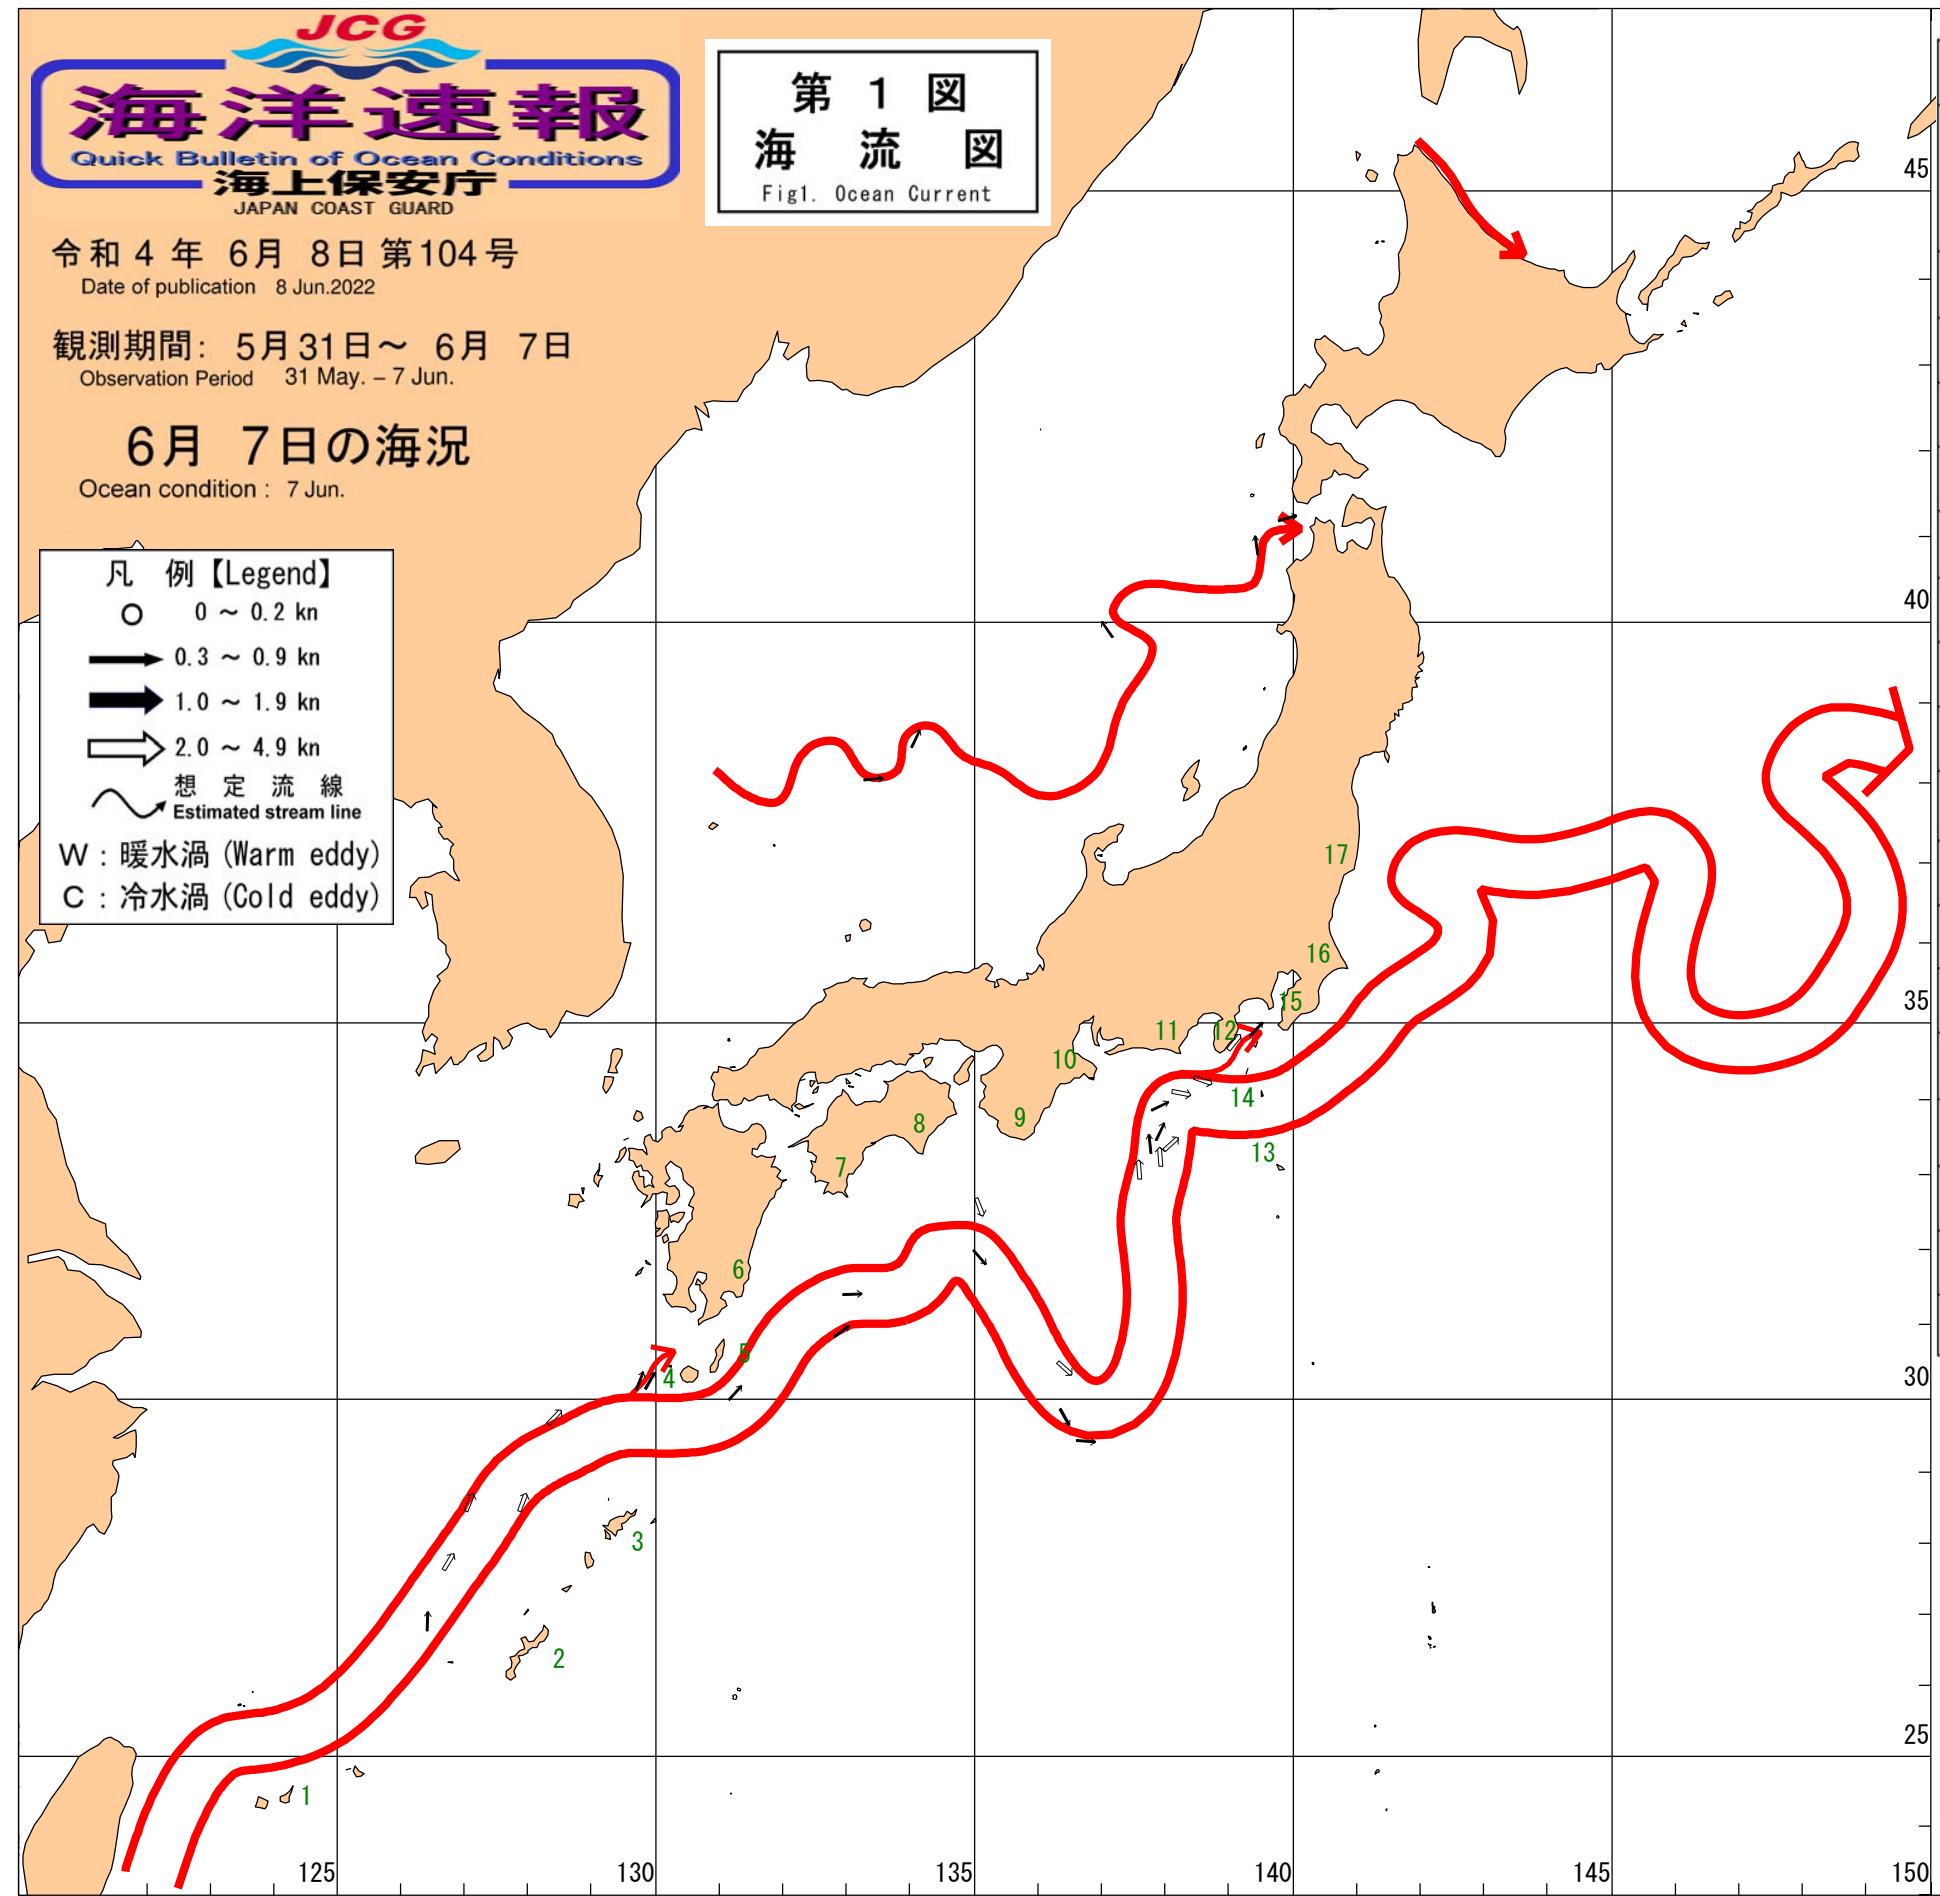 JCG
海洋速報
Quick Bulletin of Ocean Conditions
海上保安庁
JAPAN COAST GUARD
第 1 図
海 流 図
Fig1. Ocean Current
令和 4 年 6月 8日 第104号
Date of publication 8 Jun.2022
観測期間: 5月31日～ 6月 7日
Observation Period 31 May. – 7 Jun.
6月 7日の海況
Ocean condition : 7 Jun.
凡 例【Legend】
0 ～ 0.2 kn
0.3 ～ 0.9 kn
1.0 ～ 1.9 kn
2.0 ～ 4.9 kn
想 定 流 線
Estimated stream line
W : 暖水渦 (Warm eddy)
C : 冷水渦 (Cold eddy)
45
40
35
30
25
17
16
15
12
11
10
14
13
9
8
7
6
5
4
3
2
1
125
130
135
140
145
150